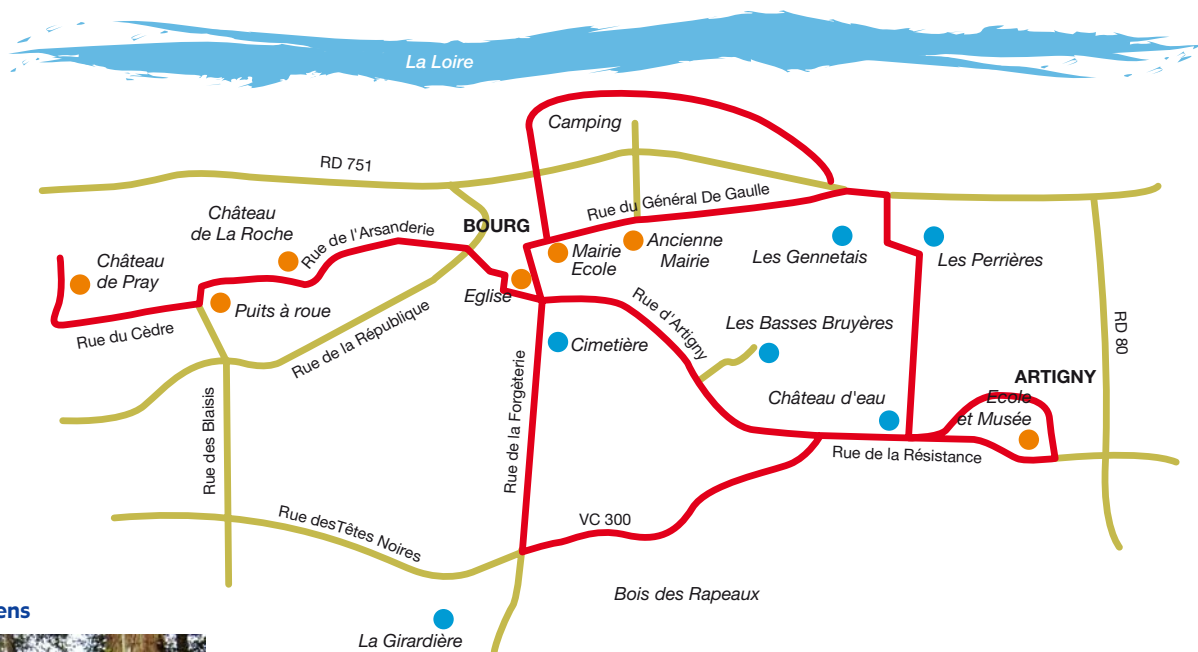 La Loire
Camping
RD 751
Rue du Général De Gaulle
Château
de La Roche
Rue de l'Arsanderie
BOURG
Mairie
Ecole
Ancienne
Mairie
Les Gennetais
Les Perrières
Château
de Pray
Eglise
Puits à roue
Rue du Cèdre
Rue de la République
Rue d'Artigny
Les Basses Bruyères
Cimetière
RD 80
Rue des Blaisis
Rue de la Forgèterie
Château d'eau
ARTIGNY
Ecole
et Musée
Rue de la Résistance
Rue desTêtes Noires
VC 300
Bois des Rapeaux
ens
La Girardière